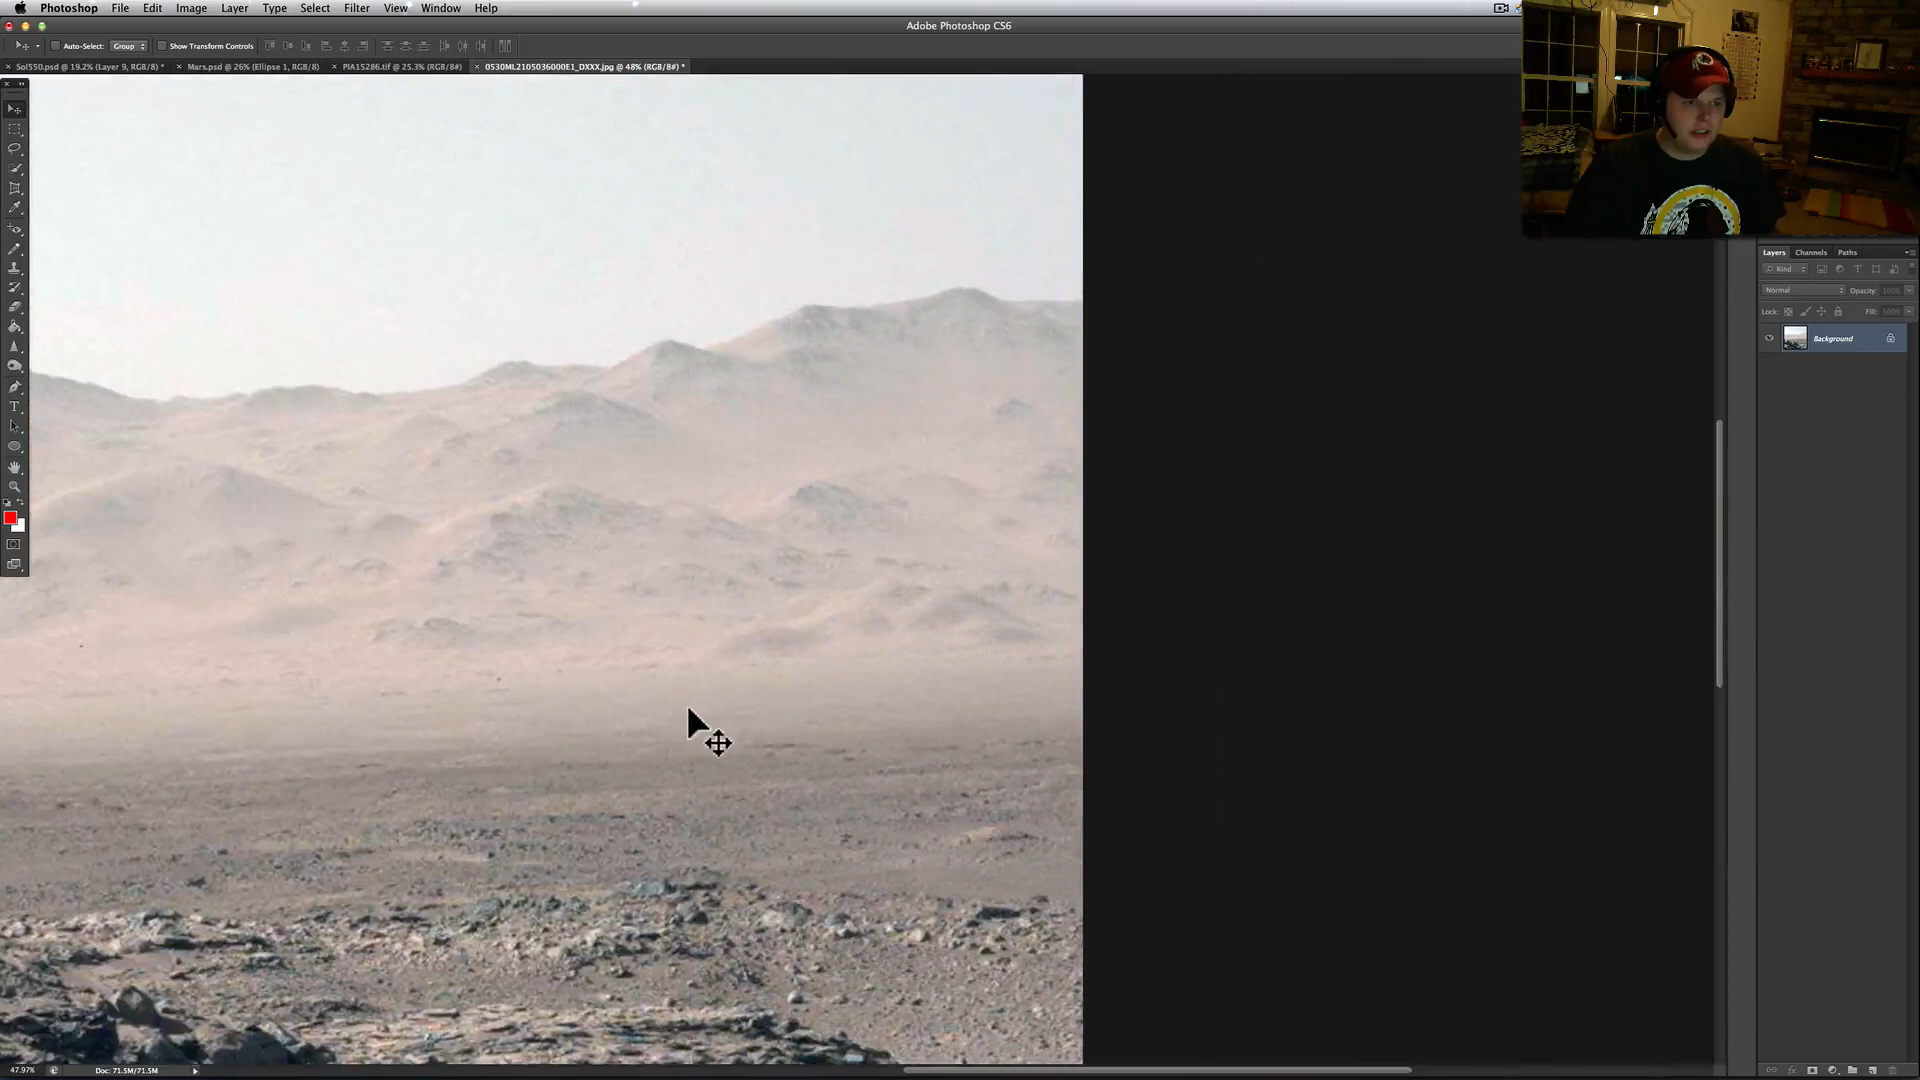 Photoshop File Edit Image Layer Type Select Filter View Window Help
Adobe Photoshop CS6
Auto-Select: Group Show Transform Controls
Sol550.psd @ 19.2% (Layer 9, RGB/8) * Mars.psd @ 26% (Ellipse 1, RGB/8) PIA15286.tif @ 25.3% (RGB/8#) 0530ML2105036000E1_DXXX.jpg @ 48% (RGB/8#) *
Layers Channels Paths
Kind
Normal Opacity: 100%
Lock: Fill: 100%
Background
47.97% Doc: 71.5M/71.5M